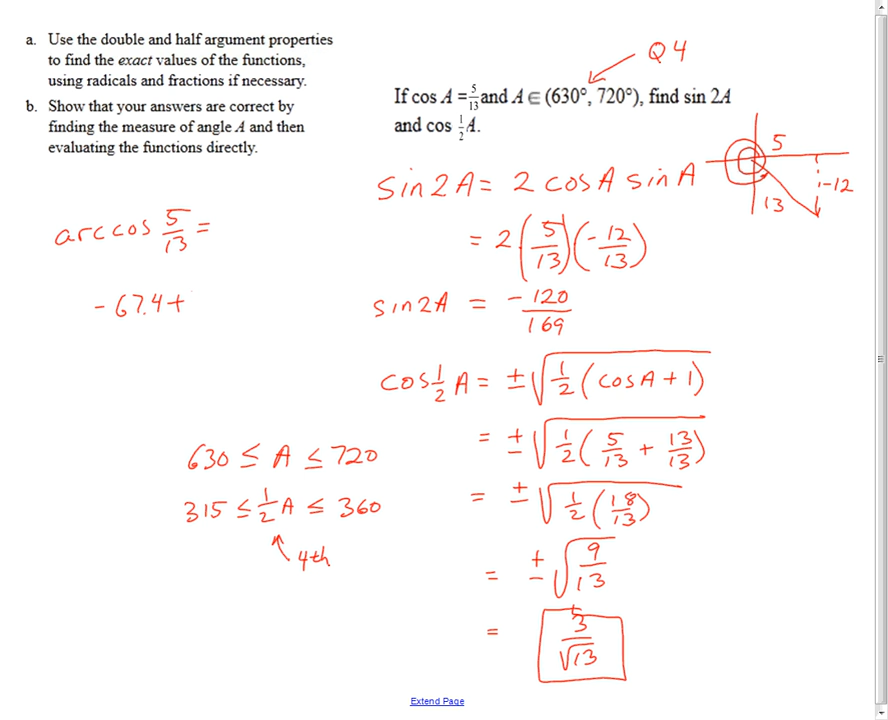 a. Use the double and half argument properties
to find the exact values of the functions,
using radicals and fractions if necessary.
b. Show that your answers are correct by
finding the measure of angle A and then
evaluating the functions directly.
Q4
If cos A = 5/13 and A ∈ (630°, 720°), find sin 2A
and cos 1/2 A.
5
-12
13
sin 2A = 2 cos A sin A
= 2 (5/13)(-12/13)
sin 2A = -120/169
arccos 5/13 =
-67.4 +
cos 1/2 A = ±√(1/2 (cos A + 1))
= ±√(1/2 (5/13 + 13/13))
= ±√(1/2 (18/13))
= ±√(9/13)
= +3/√13
630 ≤ A ≤ 720
315 ≤ 1/2 A ≤ 360
4th
Extend Page